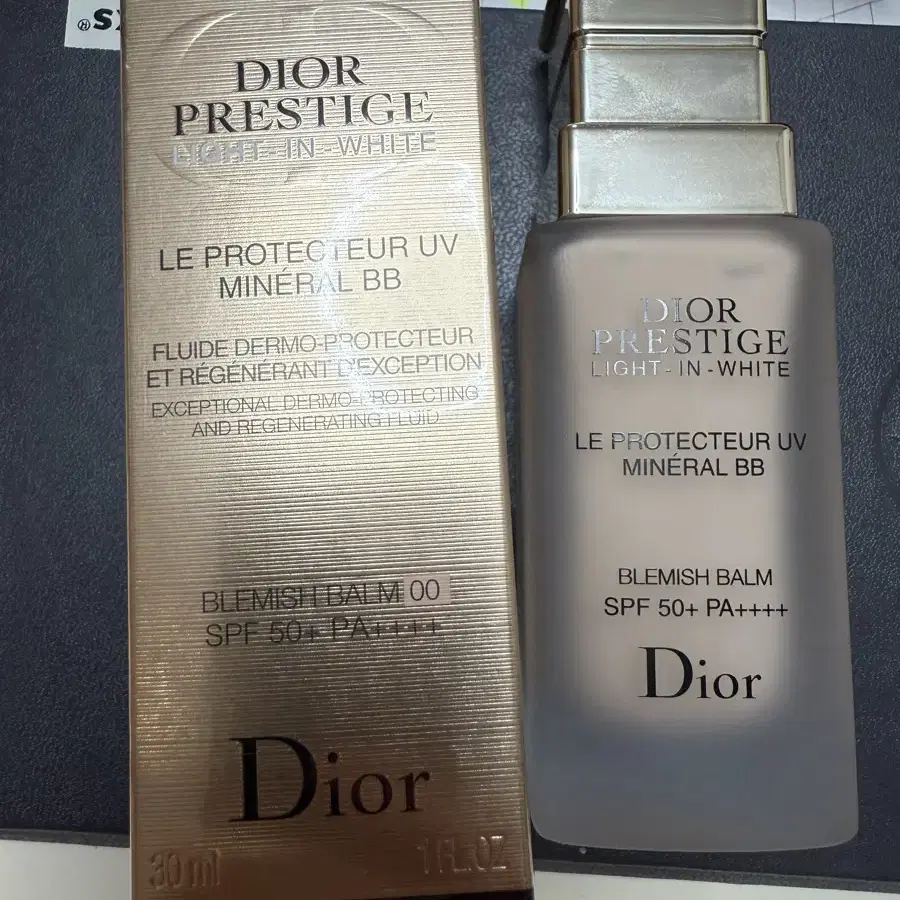 DIOR
PRESTIGE
LIGHT-IN-WHITE
LE PROTECTEUR UV
MINÉRAL BB
FLUIDE DERMO-PROTECTEUR
ET RÉGÉNÉRANT D'EXCEPTION
EXCEPTIONAL DERMO-PROTECTING
AND REGENERATING FLUID
BLEMISH BALM 00
SPF 50+ PA++++
Dior
30 ml 1 FL.OZ
DIOR
PRESTIGE
LIGHT-IN-WHITE
LE PROTECTEUR UV
MINÉRAL BB
BLEMISH BALM
SPF 50+ PA++++
Dior